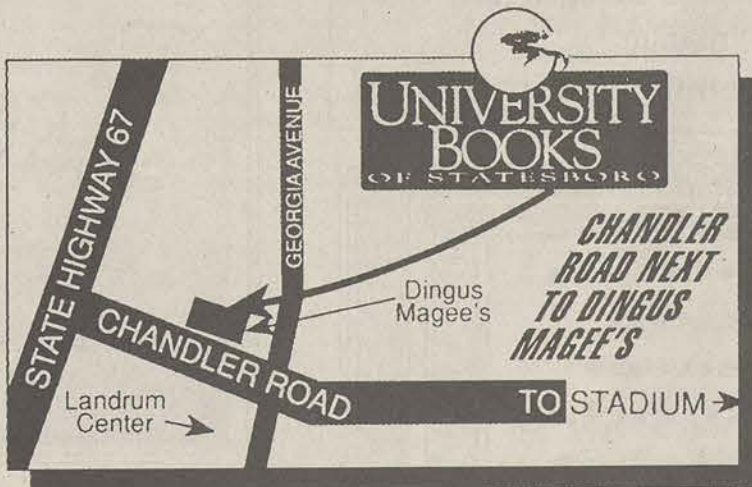 UNIVERSITY
BOOKS
OF STATESBORO
STATE HIGHWAY 67
GEORGIA AVENUE
CHANDLER
ROAD NEXT
TO DINGUS
MAGEE'S
Dingus
Magee's
CHANDLER ROAD
Landrum
Center
TO STADIUM